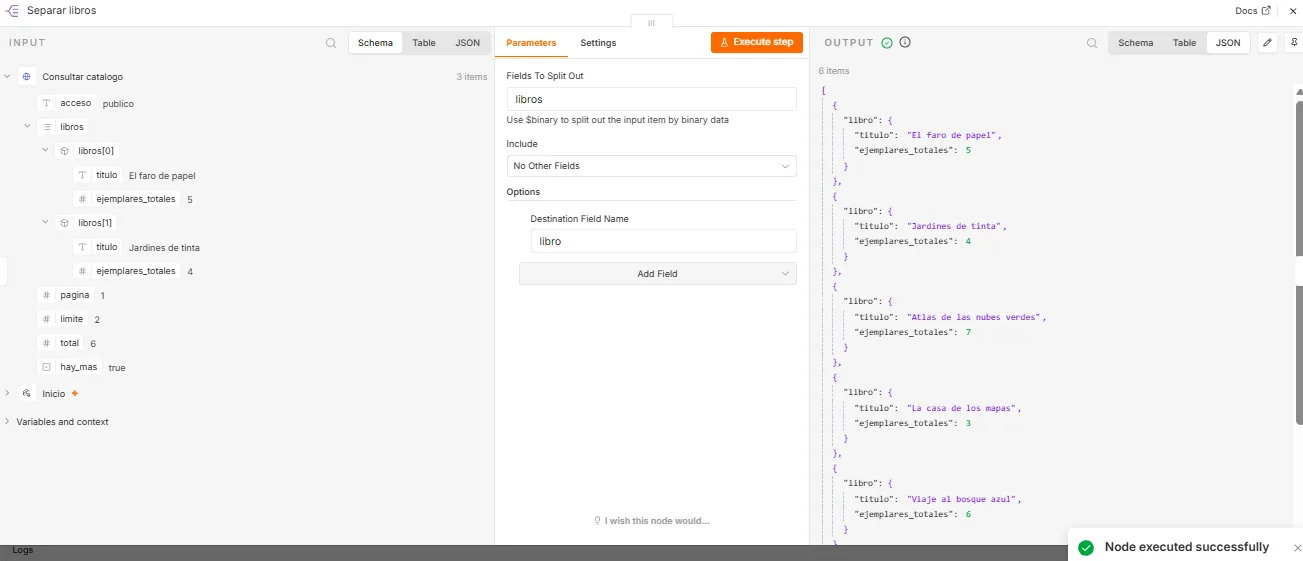 Separar libros
Docs
INPUT
Schema Table JSON
Consultar catalogo
3 items
acceso publico
libros
libros[0]
titulo El faro de papel
ejemplares_totales 5
libros[1]
titulo Jardines de tinta
ejemplares_totales 4
pagina 1
limite 2
total 6
hay_mas true
Inicio
Variables and context
Parameters Settings
Execute step
Fields To Split Out
libros
Use $binary to split out the input item by binary data
Include
No Other Fields
Options
Destination Field Name
libro
Add Field
I wish this node would...
OUTPUT
Schema Table JSON
6 items
[
{
"libro": {
"titulo": "El faro de papel",
"ejemplares_totales": 5
}
},
{
"libro": {
"titulo": "Jardines de tinta",
"ejemplares_totales": 4
}
},
{
"libro": {
"titulo": "Atlas de las nubes verdes",
"ejemplares_totales": 7
}
},
{
"libro": {
"titulo": "La casa de los mapas",
"ejemplares_totales": 3
}
},
{
"libro": {
"titulo": "Viaje al bosque azul",
"ejemplares_totales": 6
}
}
Logs
Node executed successfully